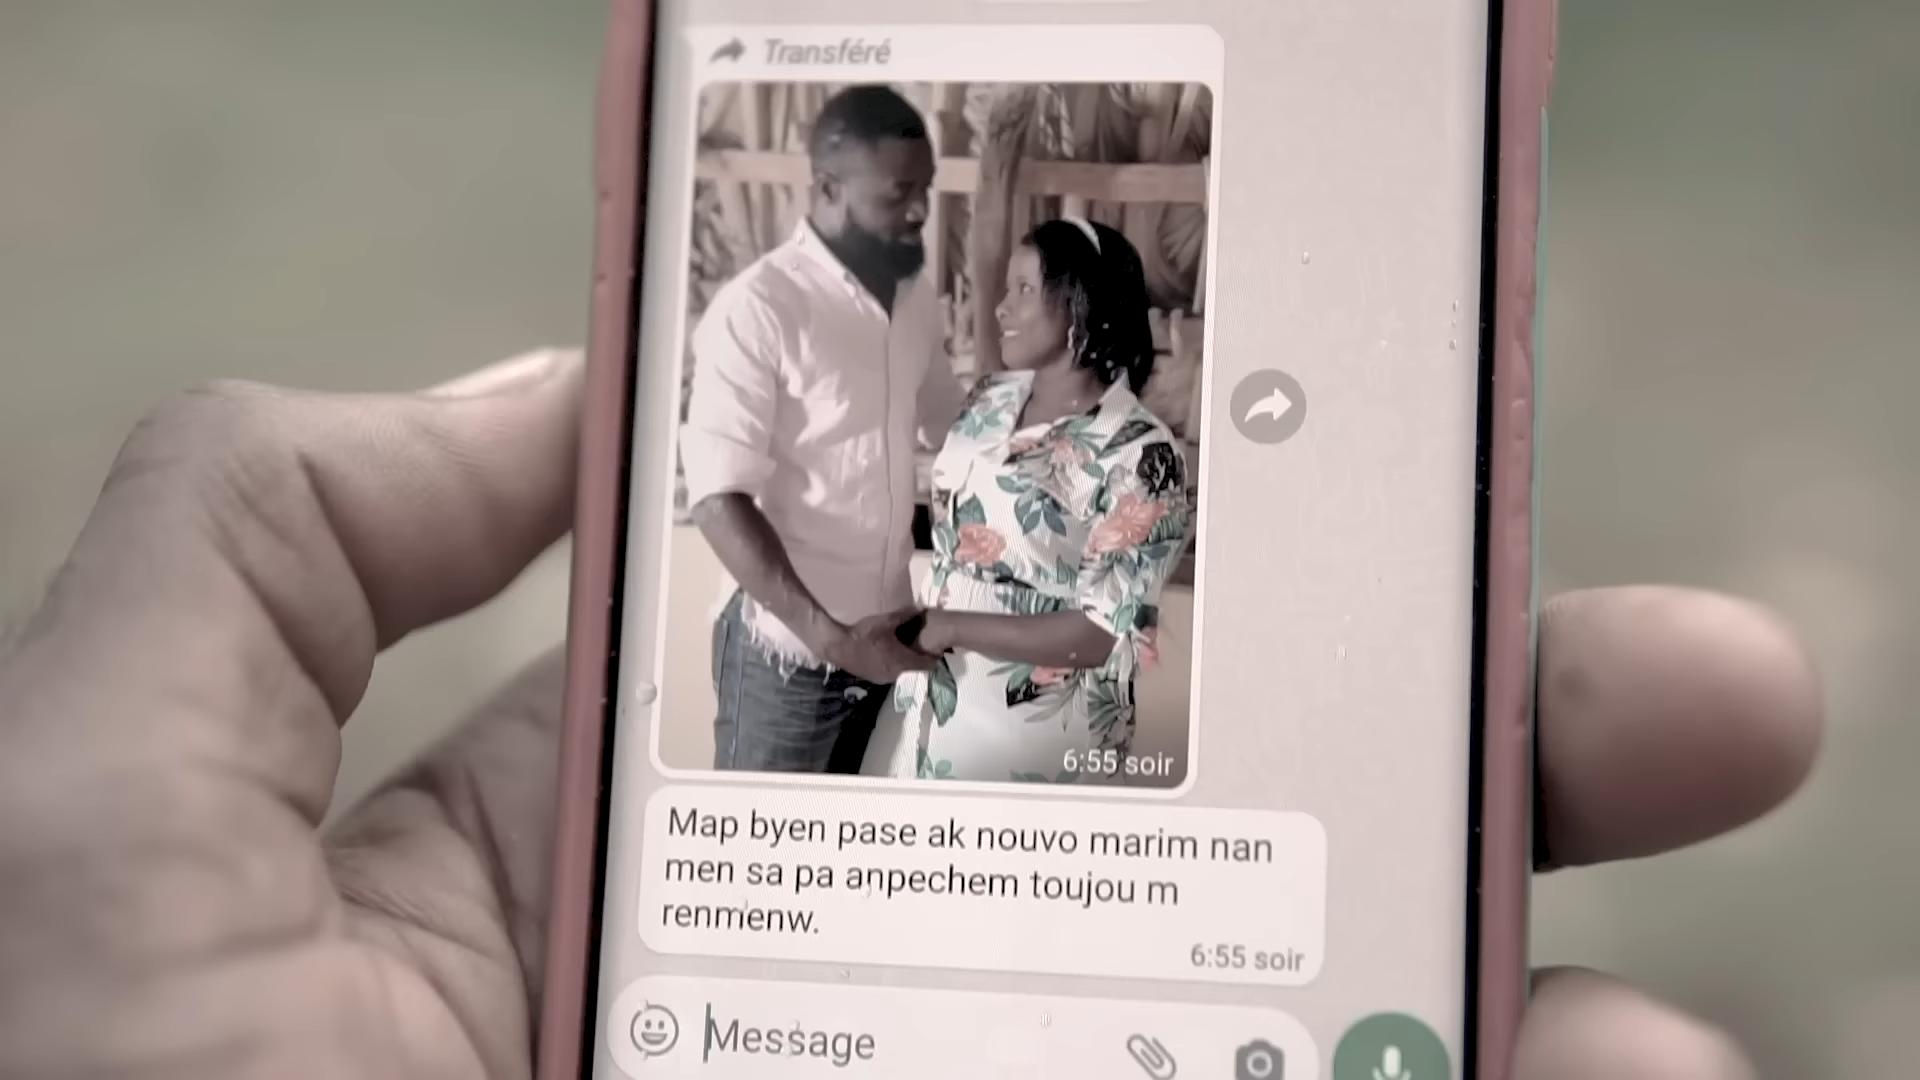 Transféré
6:55 soir
Map byen pase ak nouvo marim nan
men sa pa anpechem toujou m
renmenw.
6:55 soir
Message